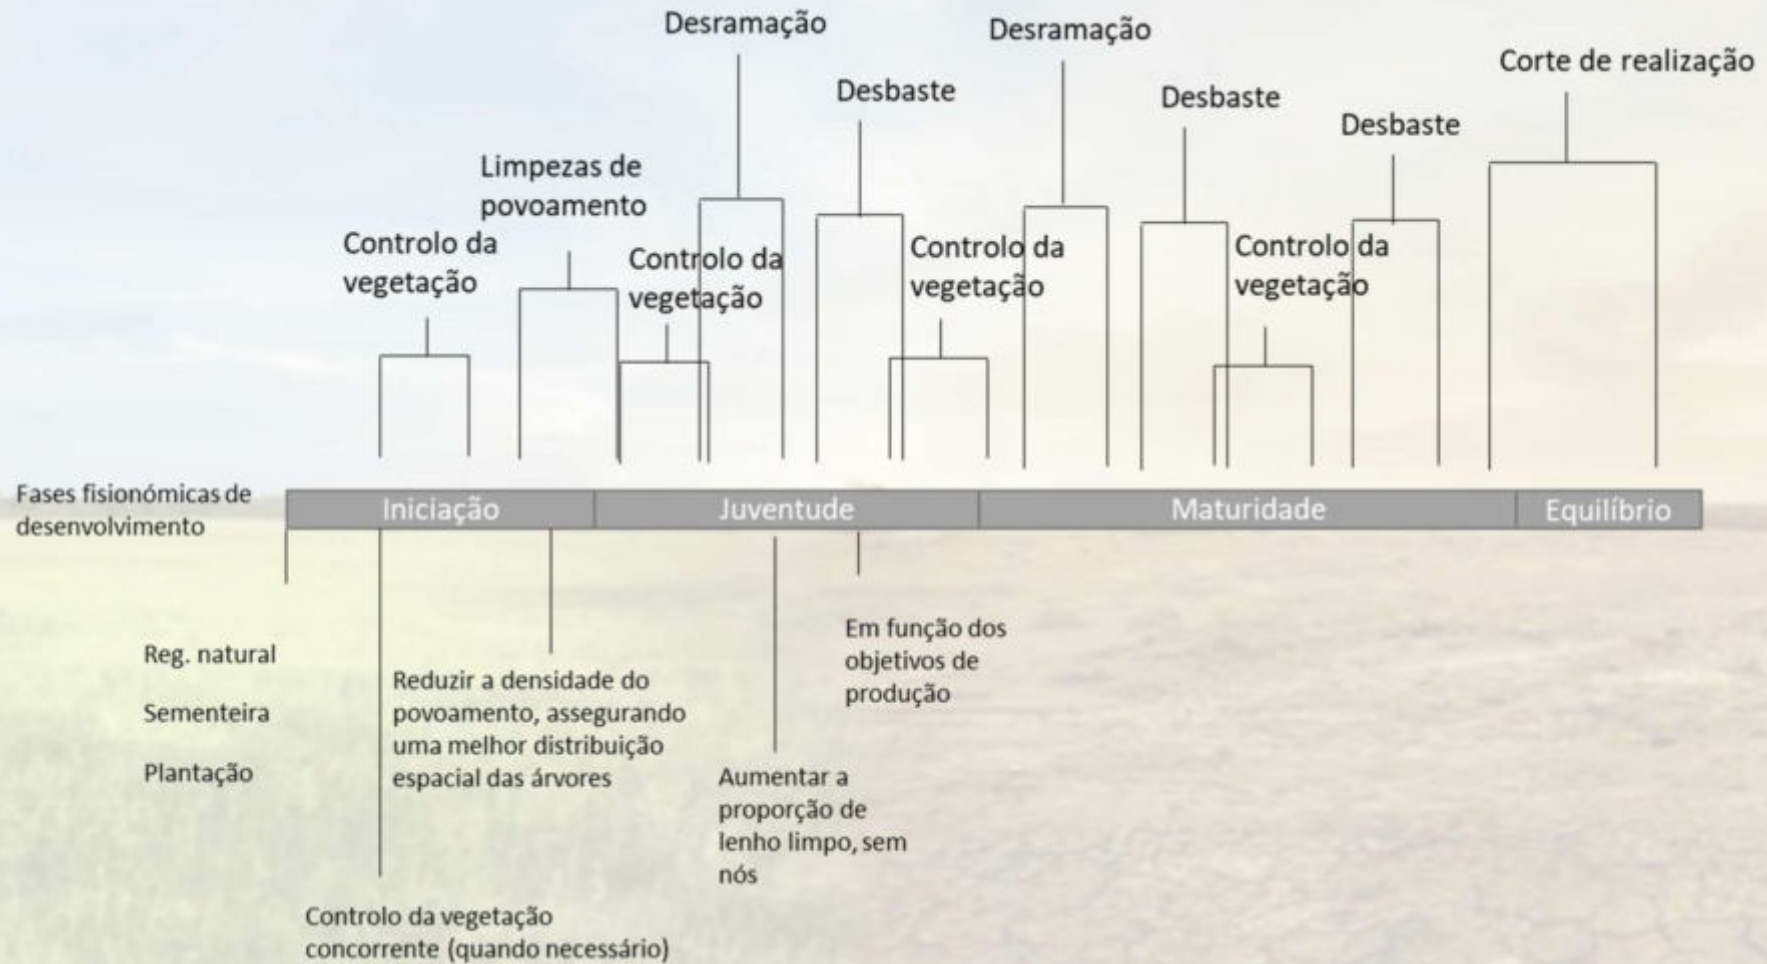 Desramação
Desramação
Corte de realização
Desbaste
Desbaste
Desbaste
Limpezas de
povoamento
Controlo da
vegetação
Controlo da
vegetação
Controlo da
vegetação
Controlo da
vegetação
Fases fisionómicas de
desenvolvimento
Iniciação
Juventude
Maturidade
Equilíbrio
Reg. natural
Sementeira
Plantação
Reduzir a densidade do
povoamento, assegurando
uma melhor distribuição
espacial das árvores
Em função dos
objetivos de
produção
Aumentar a
proporção de
lenho limpo, sem
nós
Controlo da vegetação
concorrente (quando necessário)